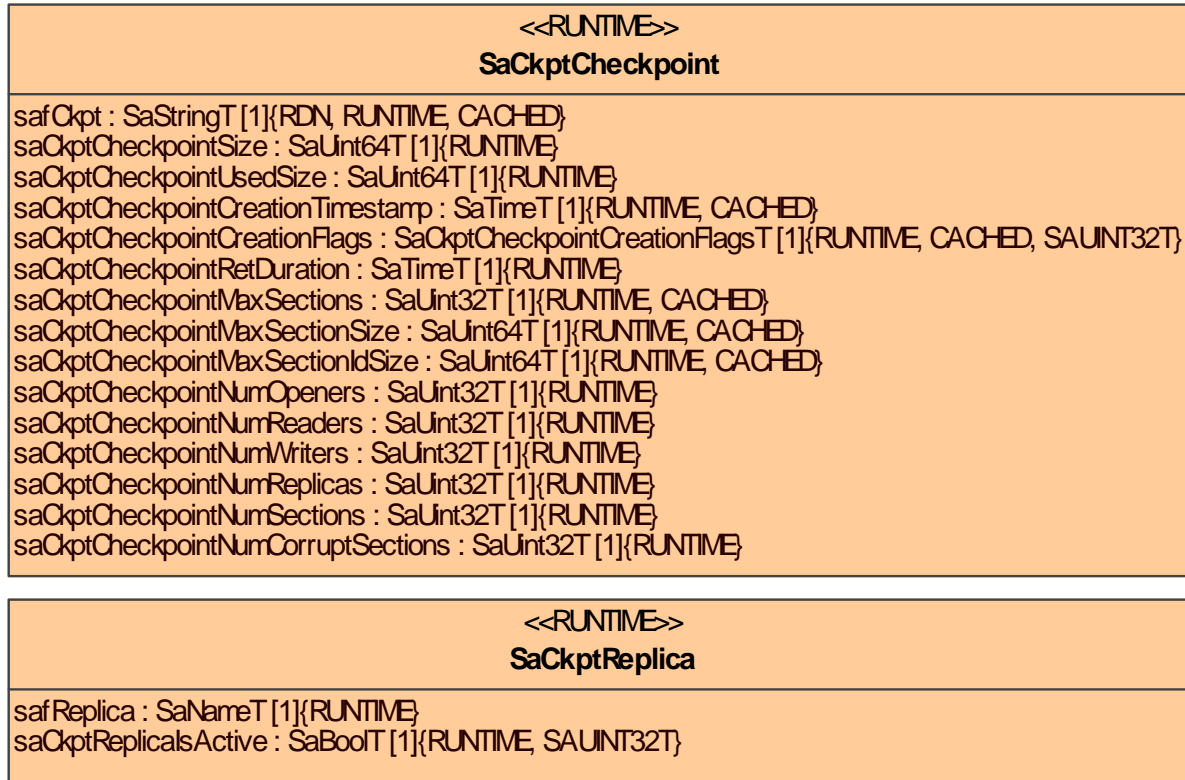 <<RUNTIME>>
SaCkptCheckpoint
safCkpt : SaStringT [1]{RDN, RUNTIME, CACHED}
saCkptCheckpointSize : SaUint64T [1]{RUNTIME}
saCkptCheckpointUsedSize : SaUint64T [1]{RUNTIME}
saCkptCheckpointCreationTimestamp : SaTimeT [1]{RUNTIME, CACHED}
saCkptCheckpointCreationFlags : SaCkptCheckpointCreationFlagsT [1]{RUNTIME, CACHED, SAUINT32T}
saCkptCheckpointRetDuration : SaTimeT [1]{RUNTIME}
saCkptCheckpointMaxSections : SaUint32T [1]{RUNTIME, CACHED}
saCkptCheckpointMaxSectionSize : SaUint64T [1]{RUNTIME, CACHED}
saCkptCheckpointMaxSectionIdSize : SaUint64T [1]{RUNTIME, CACHED}
saCkptCheckpointNumOpeners : SaUint32T [1]{RUNTIME}
saCkptCheckpointNumReaders : SaUint32T [1]{RUNTIME}
saCkptCheckpointNumWriters : SaUint32T [1]{RUNTIME}
saCkptCheckpointNumReplicas : SaUint32T [1]{RUNTIME}
saCkptCheckpointNumSections : SaUint32T [1]{RUNTIME}
saCkptCheckpointNumCorruptSections : SaUint32T [1]{RUNTIME}
<<RUNTIME>>
SaCkptReplica
safReplica : SaNameT [1]{RUNTIME}
saCkptReplicaIsActive : SaBoolT [1]{RUNTIME, SAUINT32T}